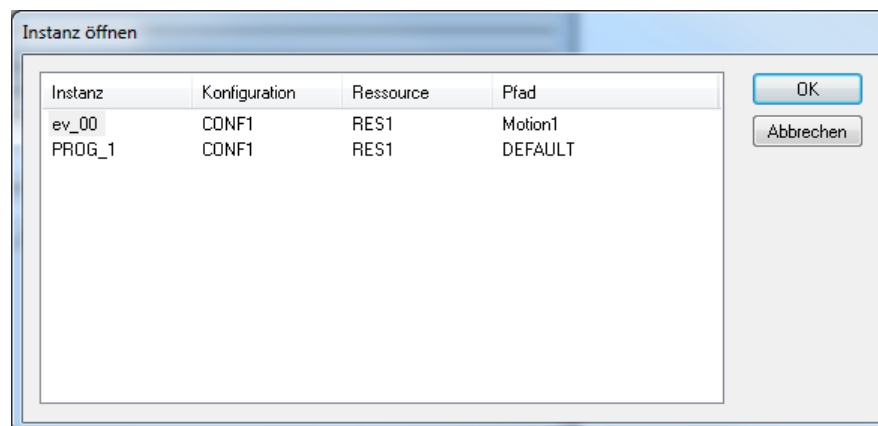 Instanz öffnen
Instanz Konfiguration Ressource Pfad
OK
ev_00 CONF1 RES1 Motion1
Abbrechen
PROG_1 CONF1 RES1 DEFAULT